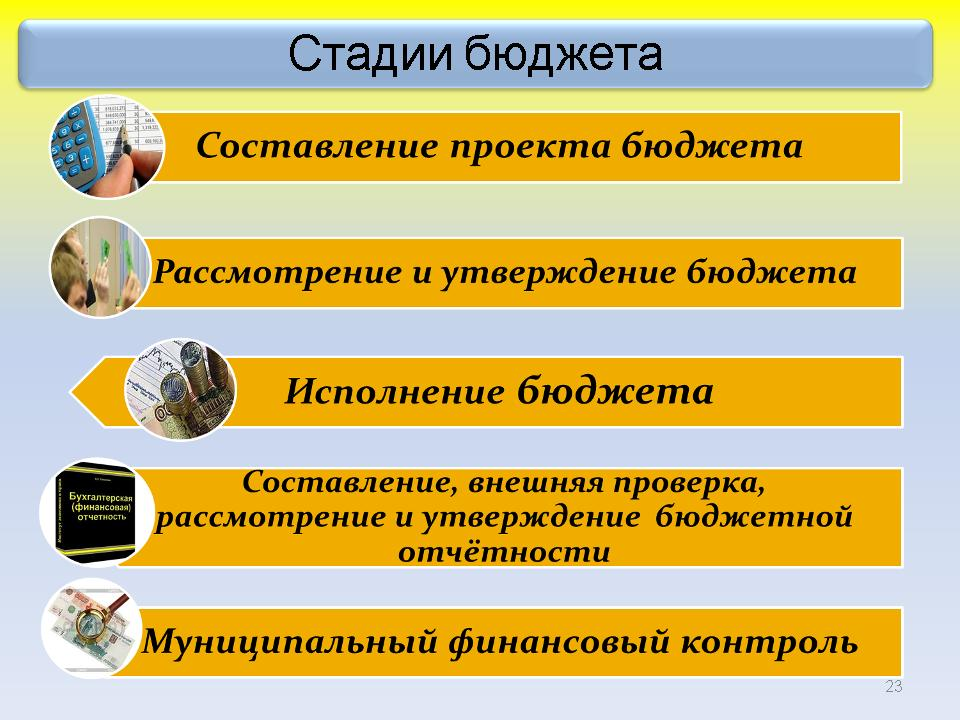 Стадии бюджета
Составление проекта бюджета
Рассмотрение и утверждение бюджета
Исполнение бюджета
Бухгалтерская
(финансовая)
отчетность
Составление, внешняя проверка,
рассмотрение и утверждение бюджетной
отчётности
Муниципальный финансовый контроль
23